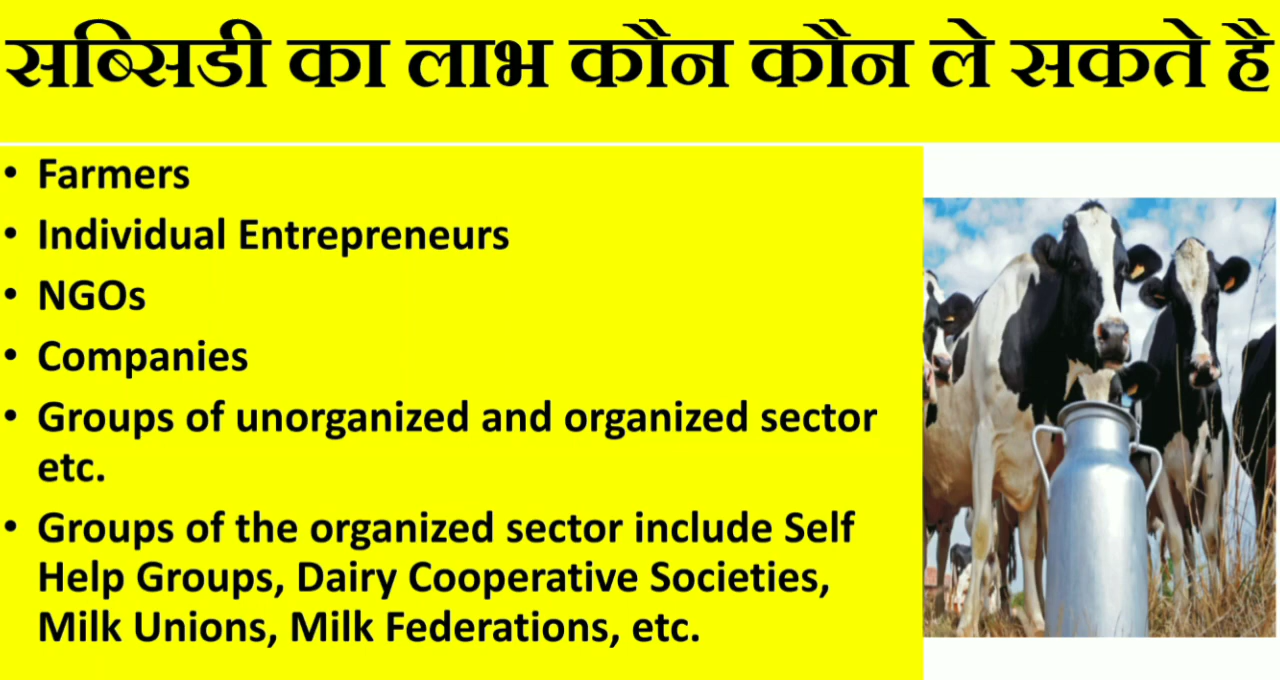 सब्सिडी का लाभ कौन कौन ले सकते है
• Farmers
• Individual Entrepreneurs
• NGOs
• Companies
• Groups of unorganized and organized sector
etc.
• Groups of the organized sector include Self
Help Groups, Dairy Cooperative Societies,
Milk Unions, Milk Federations, etc.